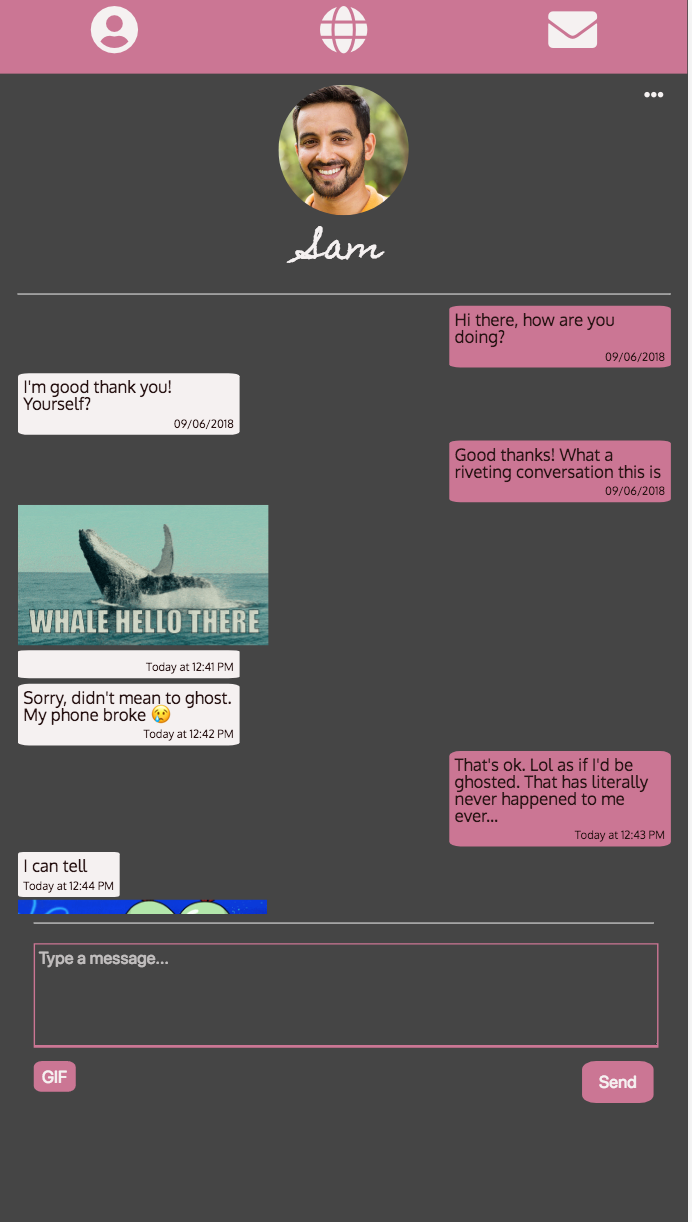 Sam
Hi there, how are you
doing?
09/06/2018
I'm good thank you!
Yourself?
09/06/2018
Good thanks! What a
riveting conversation this is
09/06/2018
WHALE HELLO THERE
Today at 12:41 PM
Sorry, didn't mean to ghost.
My phone broke 😢
Today at 12:42 PM
That's ok. Lol as if I'd be
ghosted. That has literally
never happened to me
ever...
Today at 12:43 PM
I can tell
Today at 12:44 PM
Type a message...
GIF
Send